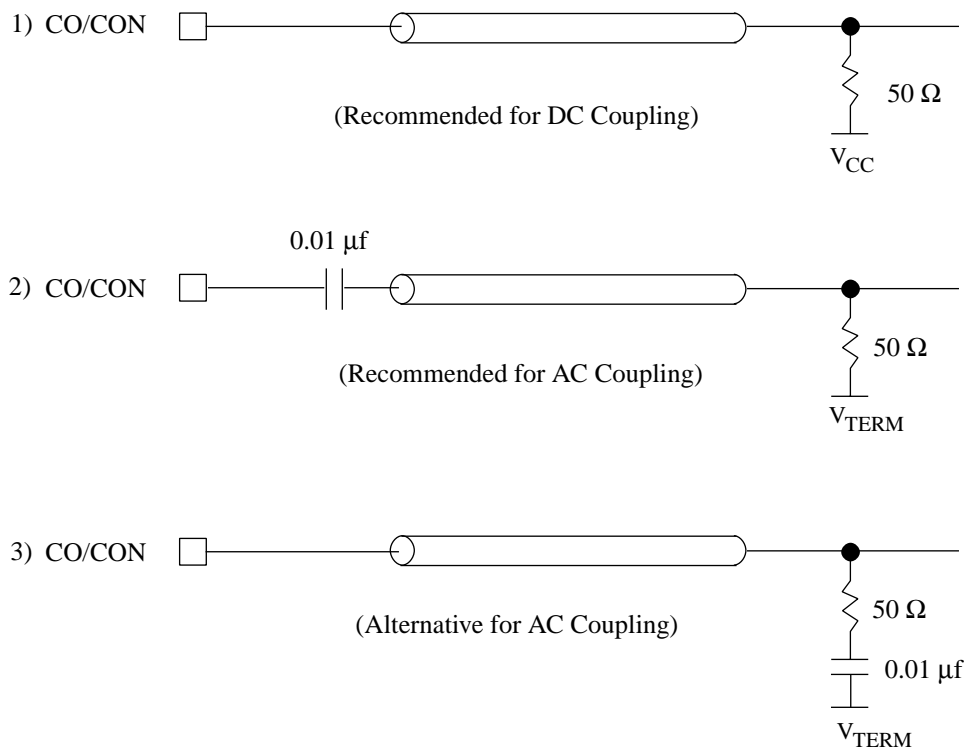 1) CO/CON
50 Ω
(Recommended for DC Coupling)
VCC
0.01 µf
2) CO/CON
50 Ω
(Recommended for AC Coupling)
VTERM
3) CO/CON
50 Ω
(Alternative for AC Coupling)
0.01 µf
VTERM